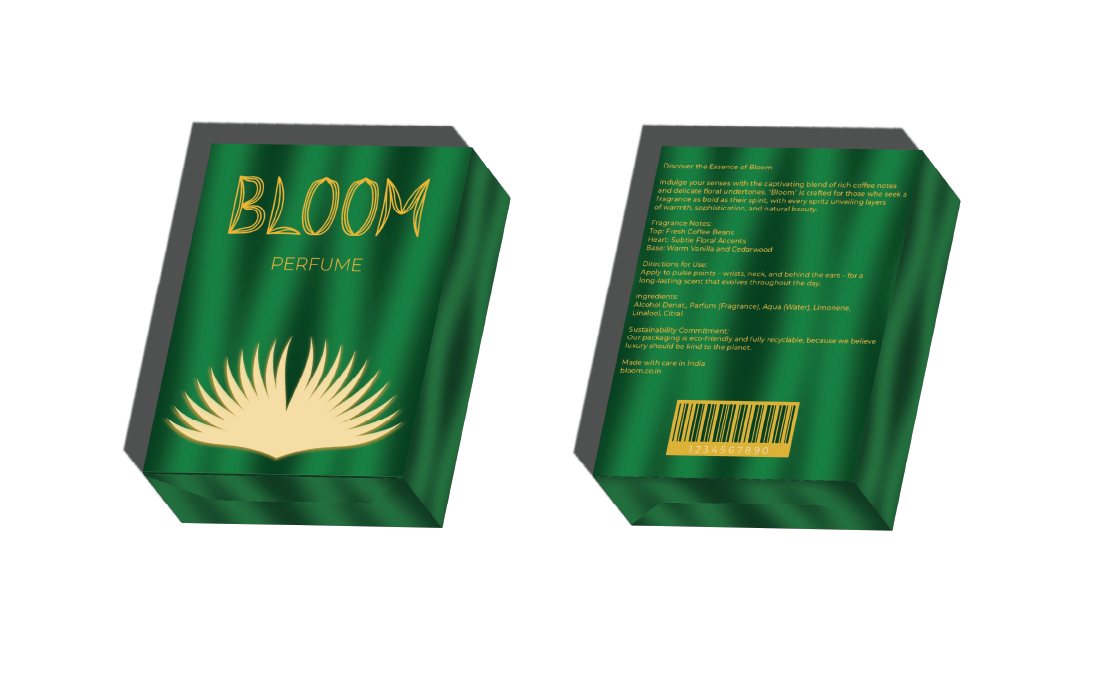 BLOOM
PERFUME
Discover the Essence of Bloom
Indulge your senses with the captivating blend of rich coffee notes
and delicate floral undertones. "Bloom" is crafted for those who seek a
fragrance as bold as their spirit, with every spritz unveiling layers
of warmth, sophistication, and natural beauty.
Fragrance Notes:
Top: Fresh Coffee Beans
Heart: Subtle Floral Accents
Base: Warm Vanilla and Cedarwood
Directions for Use:
Apply to pulse points – wrists, neck, and behind the ears – for a
long-lasting scent that evolves throughout the day.
Ingredients:
Alcohol Denat., Parfum (Fragrance), Aqua (Water), Limonene,
Linalool, Citral.
Sustainability Commitment:
Our packaging is eco-friendly and fully recyclable, because we believe
luxury should be kind to the planet.
Made with care in India
bloom.co.in
1234567890